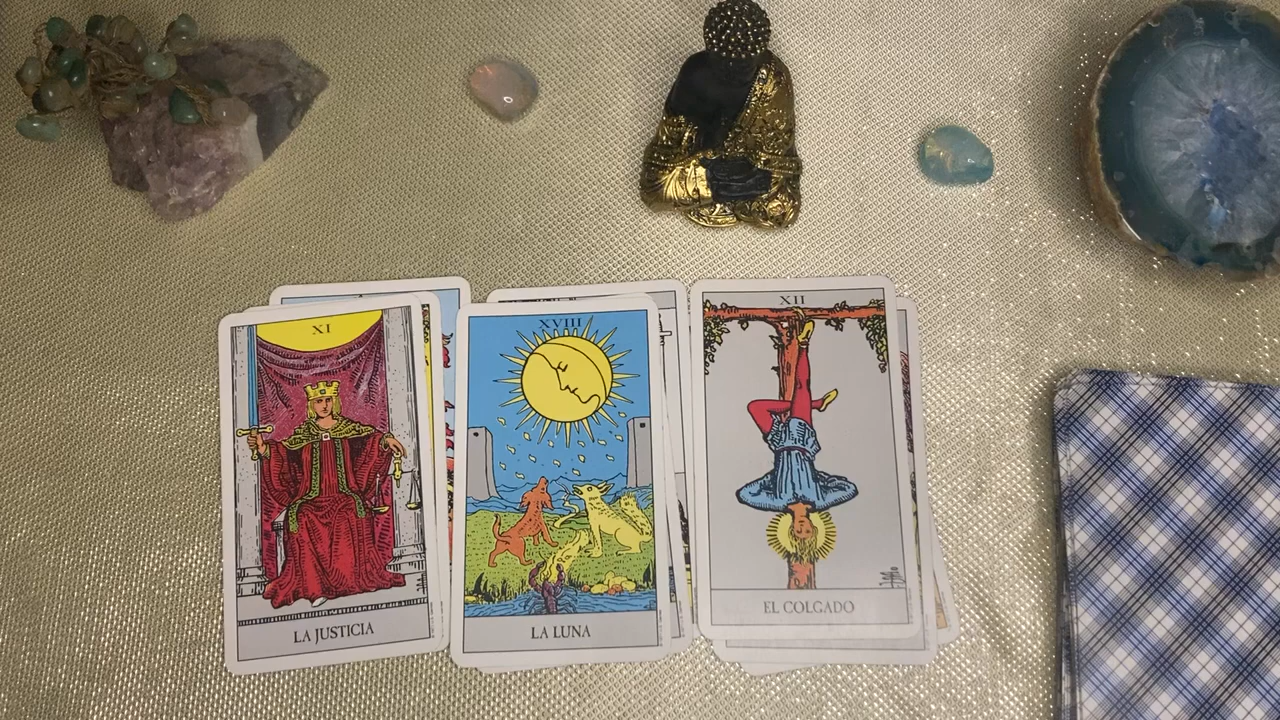 XI
LA JUSTICIA
XVIII
LA LUNA
XII
EL COLGADO